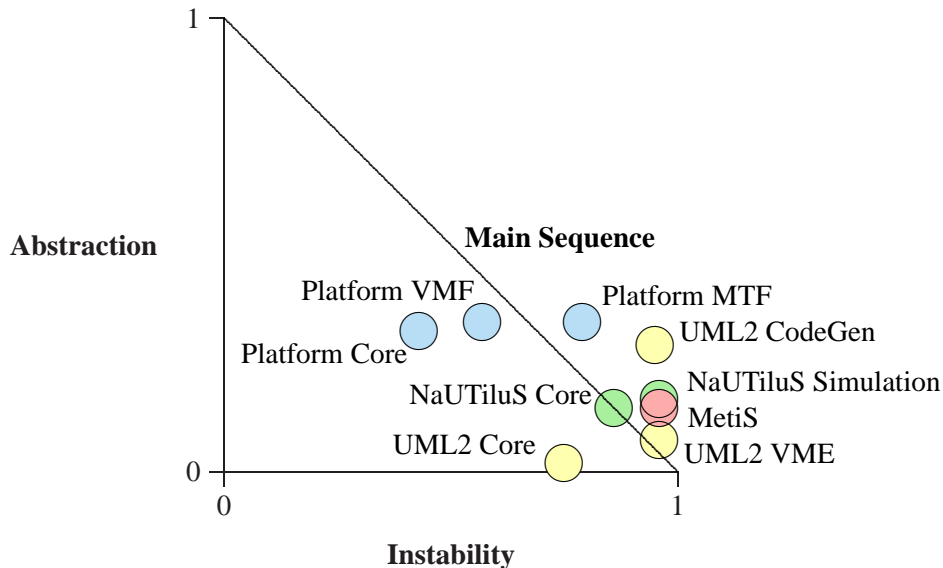 1
Main Sequence
Abstraction
Platform VMF
Platform MTF
UML2 CodeGen
Platform Core
NaUTiluS Simulation
NaUTiluS Core
MetiS
UML2 Core
UML2 VME
0
0
1
Instability